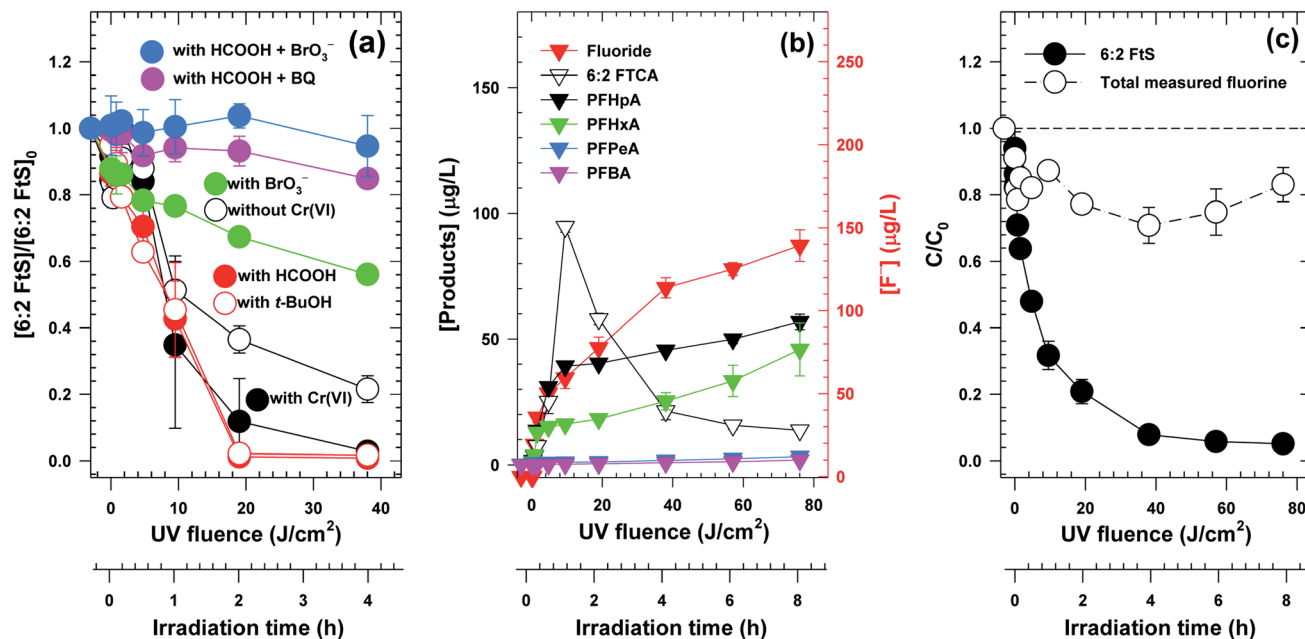 (a)
with HCOOH + BrO₃⁻
with HCOOH + BQ
with BrO₃⁻
without Cr(VI)
with HCOOH
with t-BuOH
with Cr(VI)
[6:2 FtS]/[6:2 FtS]₀
1.2
1.0
0.8
0.6
0.4
0.2
0.0
0 10 20 30 40
UV fluence (J/cm²)
0 1 2 3 4
Irradiation time (h)
(b)
Fluoride
6:2 FTCA
PFHpA
PFHxA
PFPeA
PFBA
[Products] (µg/L)
150
100
50
0
[F⁻] (µg/L)
250
200
150
100
50
0
0 20 40 60 80
UV fluence (J/cm²)
0 2 4 6 8
Irradiation time (h)
(c)
6:2 FtS
Total measured fluorine
C/C₀
1.2
1.0
0.8
0.6
0.4
0.2
0.0
0 20 40 60 80
UV fluence (J/cm²)
0 2 4 6 8
Irradiation time (h)